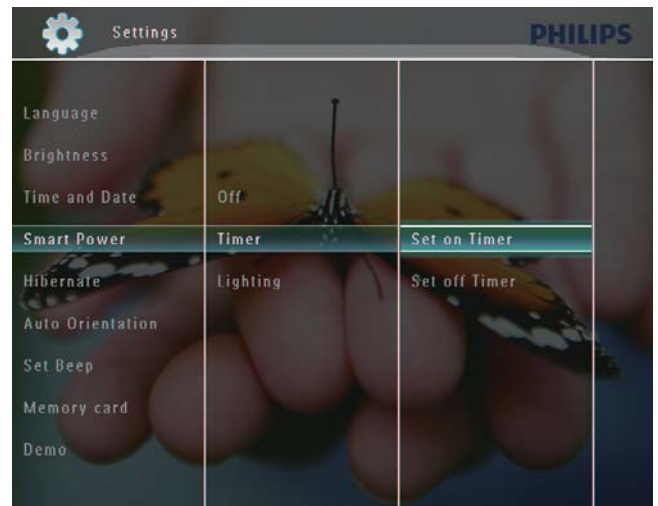 Settings
PHILIPS
Language
Brightness
Time and Date
Off
Smart Power
Timer
Set on Timer
Hibernate
Lighting
Set off Timer
Auto Orientation
Set Beep
Memory card
Demo